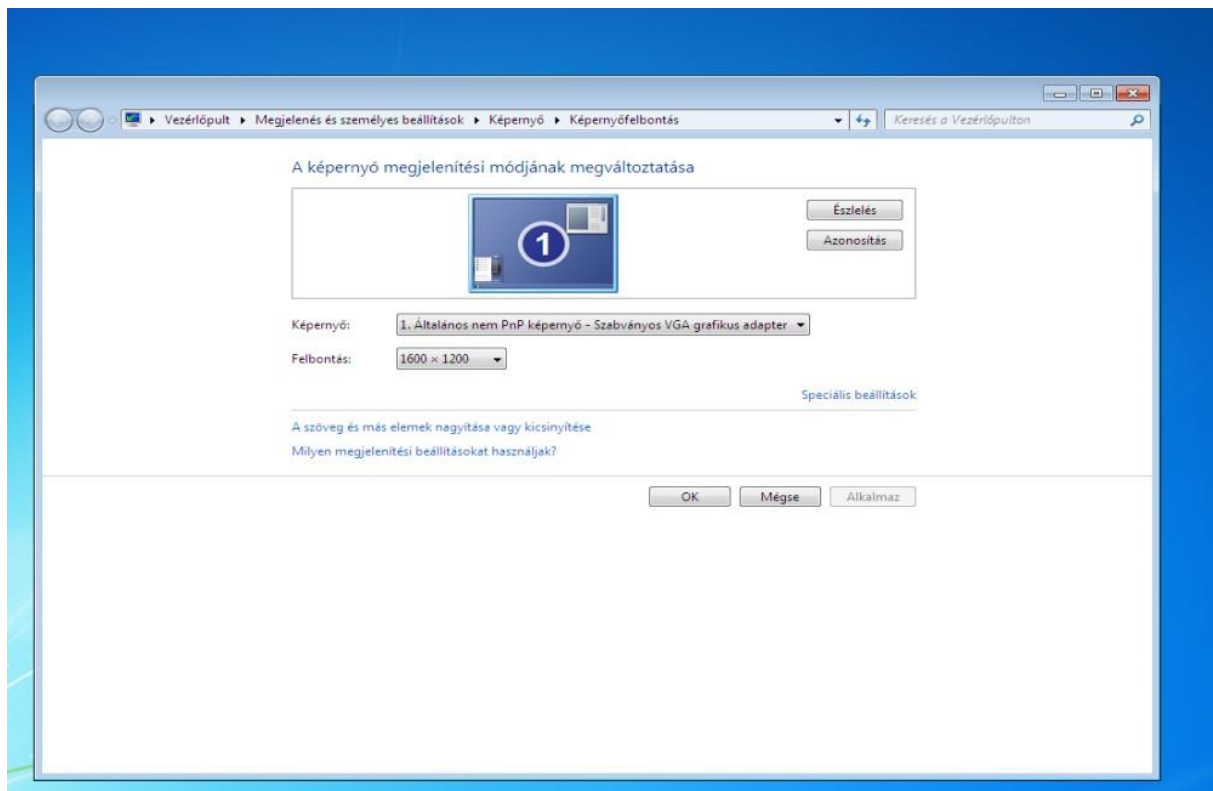 Vezérlőpult ▸ Megjelenés és személyes beállítások ▸ Képernyő ▸ Képernyőfelbontás
Keresés a Vezérlőpulton
A képernyő megjelenítési módjának megváltoztatása
1
Észlelés
Azonosítás
Képernyő: 1. Általános nem PnP képernyő - Szabványos VGA grafikus adapter
Felbontás: 1600 × 1200
Speciális beállítások
A szöveg és más elemek nagyítása vagy kicsinyítése
Milyen megjelenítési beállításokat használjak?
OK Mégse Alkalmaz